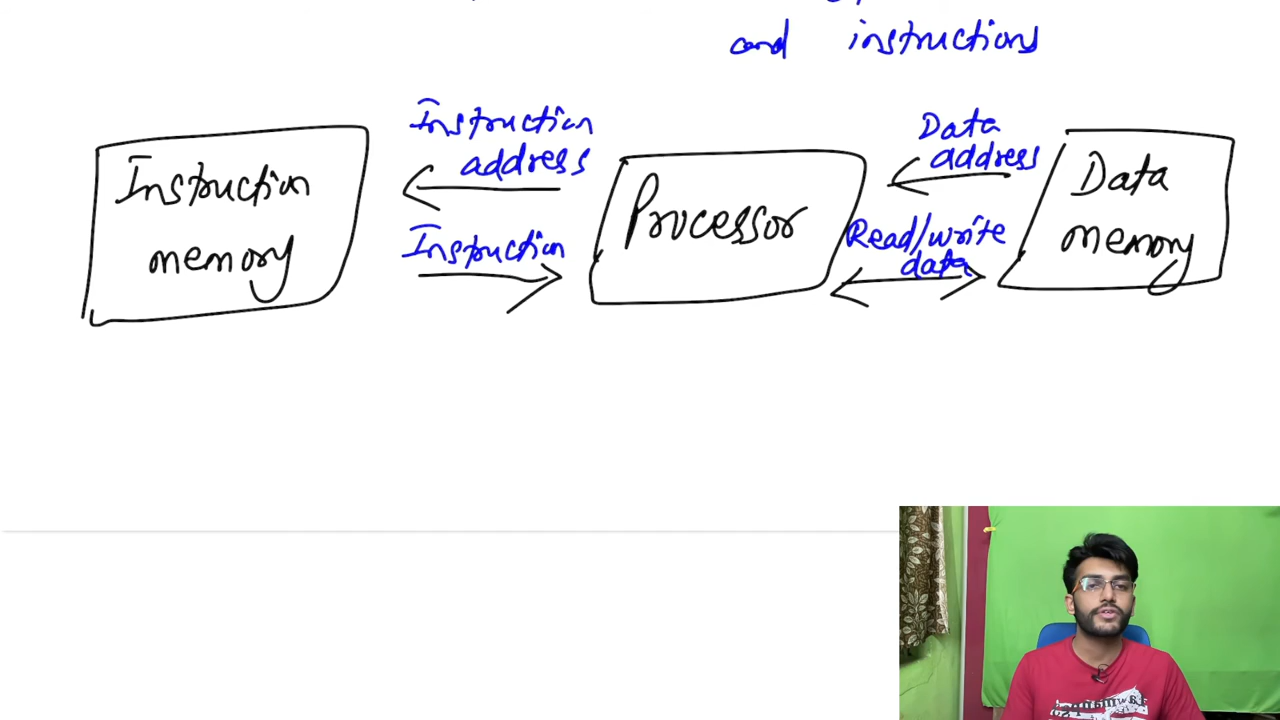 and instructions
Instruction
address
Instruction
memory
Instruction
Processor
Data
address
Read/write
data
Data
memory